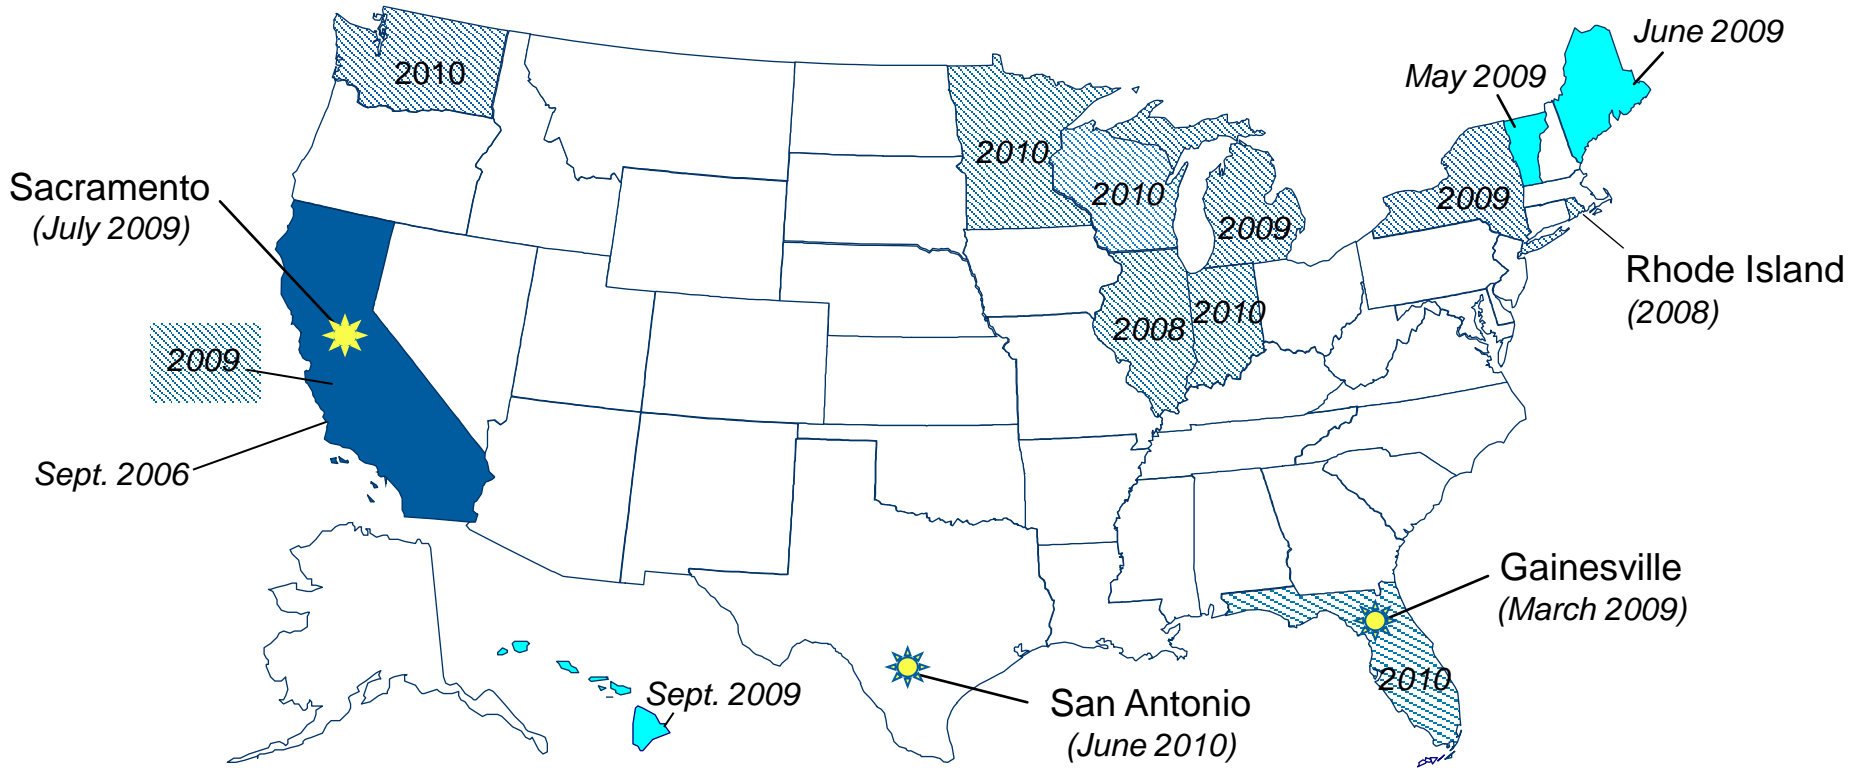 June 2009
May 2009
2010
2010
2010
2009
2009
Sacramento
(July 2009)
Rhode Island
(2008)
2008
2010
2009
Sept. 2006
Gainesville
(March 2009)
2010
Sept. 2009
San Antonio
(June 2010)